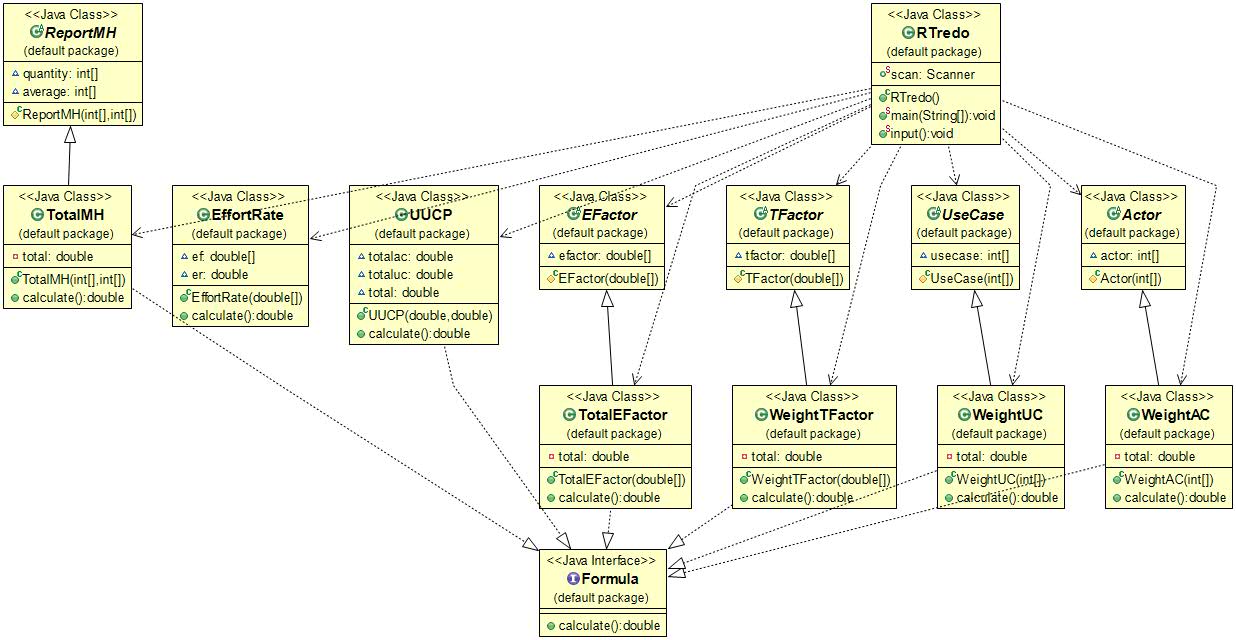 <<Java Class>>
ReportMH
(default package)
quantity: int[]
average: int[]
ReportMH(int[],int[])
<<Java Class>>
RTredo
(default package)
scan: Scanner
RTredo()
main(String[]):void
input():void
<<Java Class>>
TotalMH
(default package)
total: double
TotalMH(int[],int[])
calculate():double
<<Java Class>>
EffortRate
(default package)
ef: double[]
er: double
EffortRate(double[])
calculate():double
<<Java Class>>
UUCP
(default package)
totalac: double
totaluc: double
total: double
UUCP(double,double)
calculate():double
<<Java Class>>
EFactor
(default package)
efactor: double[]
EFactor(double[])
<<Java Class>>
TFactor
(default package)
tfactor: double[]
TFactor(double[])
<<Java Class>>
UseCase
(default package)
usecase: int[]
UseCase(int[])
<<Java Class>>
Actor
(default package)
actor: int[]
Actor(int[])
<<Java Class>>
TotalEFactor
(default package)
total: double
TotalEFactor(double[])
calculate():double
<<Java Class>>
WeightTFactor
(default package)
total: double
WeightTFactor(double[])
calculate():double
<<Java Class>>
WeightUC
(default package)
total: double
WeightUC(int[])
calculate():double
<<Java Class>>
WeightAC
(default package)
total: double
WeightAC(int[])
calculate():double
<<Java Interface>>
Formula
(default package)
calculate():double